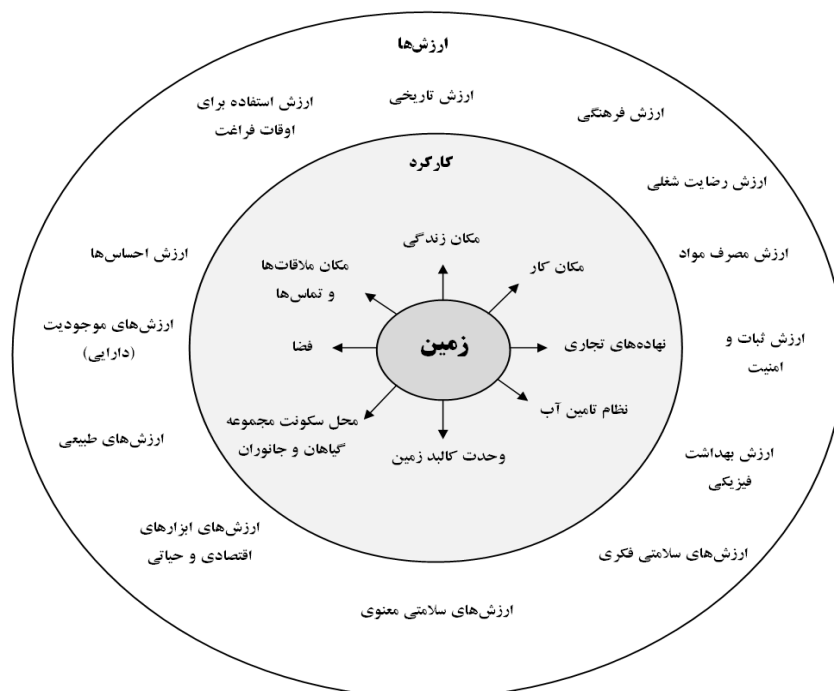 ارزش‌ها
ارزش تاریخی
ارزش استفاده برای
اوقات فراغت
ارزش فرهنگی
کارکرد
ارزش رضایت شغلی
مکان زندگی
ارزش احساس‌ها
ارزش مصرف مواد
مکان کار
مکان ملاقات‌ها
و تماس‌ها
ارزش‌های موجودیت
(دارایی)
ارزش ثبات و
امنیت
نهاده‌های تجاری
زمین
فضا
نظام تامین آب
محل سکونت مجموعه
گیاهان و جانوران
وحدت کالبد زمین
ارزش‌های طبیعی
ارزش بهداشت
فیزیکی
ارزش‌های ابزارهای
اقتصادی و حیاتی
ارزش‌های سلامتی فکری
ارزش‌های سلامتی معنوی